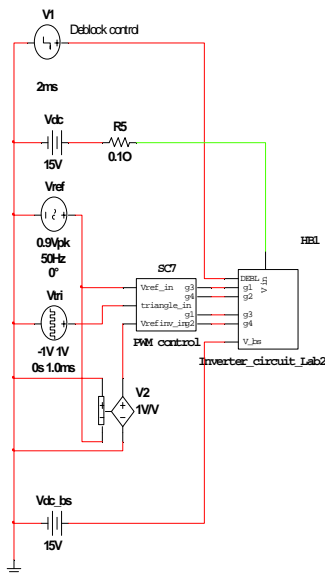 V1
Deblock control
2ms
Vdc
R5
15V
0.1O
Vref
HB1
0.9Vpk
50Hz
0°
SC7
Vref_in g3
g4
triangle_in
g1
Vrefinv_in g2
PWM control
DEBL
Vin
g1
g2
g3
g4
V_bs
Inverter_circuit_Lab2
Vtri
-1V 1V
0s 1.0ms
V2
1V/V
Vdc_bs
15V